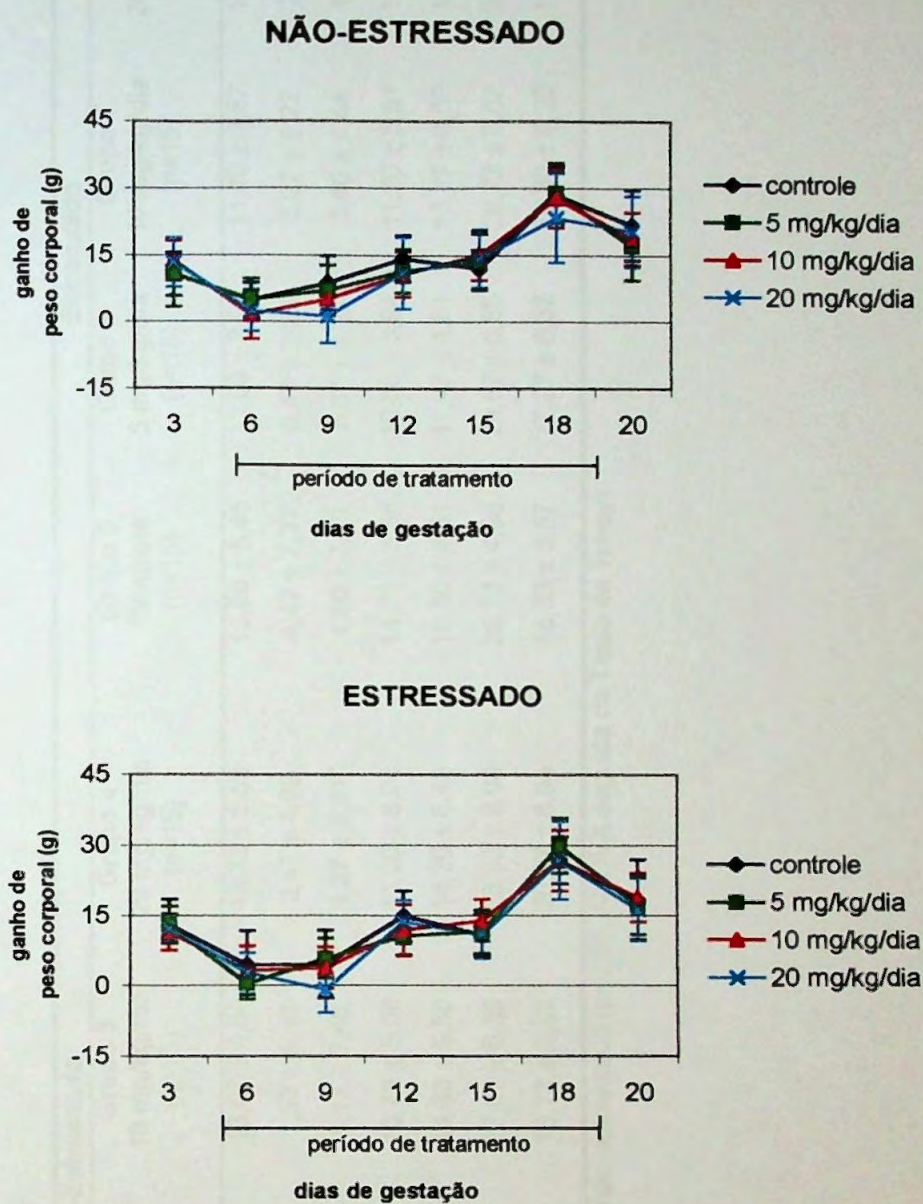 NÃO-ESTRESSADO
45
30
15
0
-15
ganho de
peso corporal (g)
3 6 9 12 15 18 20
período de tratamento
dias de gestação
controle
5 mg/kg/dia
10 mg/kg/dia
20 mg/kg/dia
ESTRESSADO
45
30
15
0
-15
ganho de
peso corporal (g)
3 6 9 12 15 18 20
período de tratamento
dias de gestação
controle
5 mg/kg/dia
10 mg/kg/dia
20 mg/kg/dia